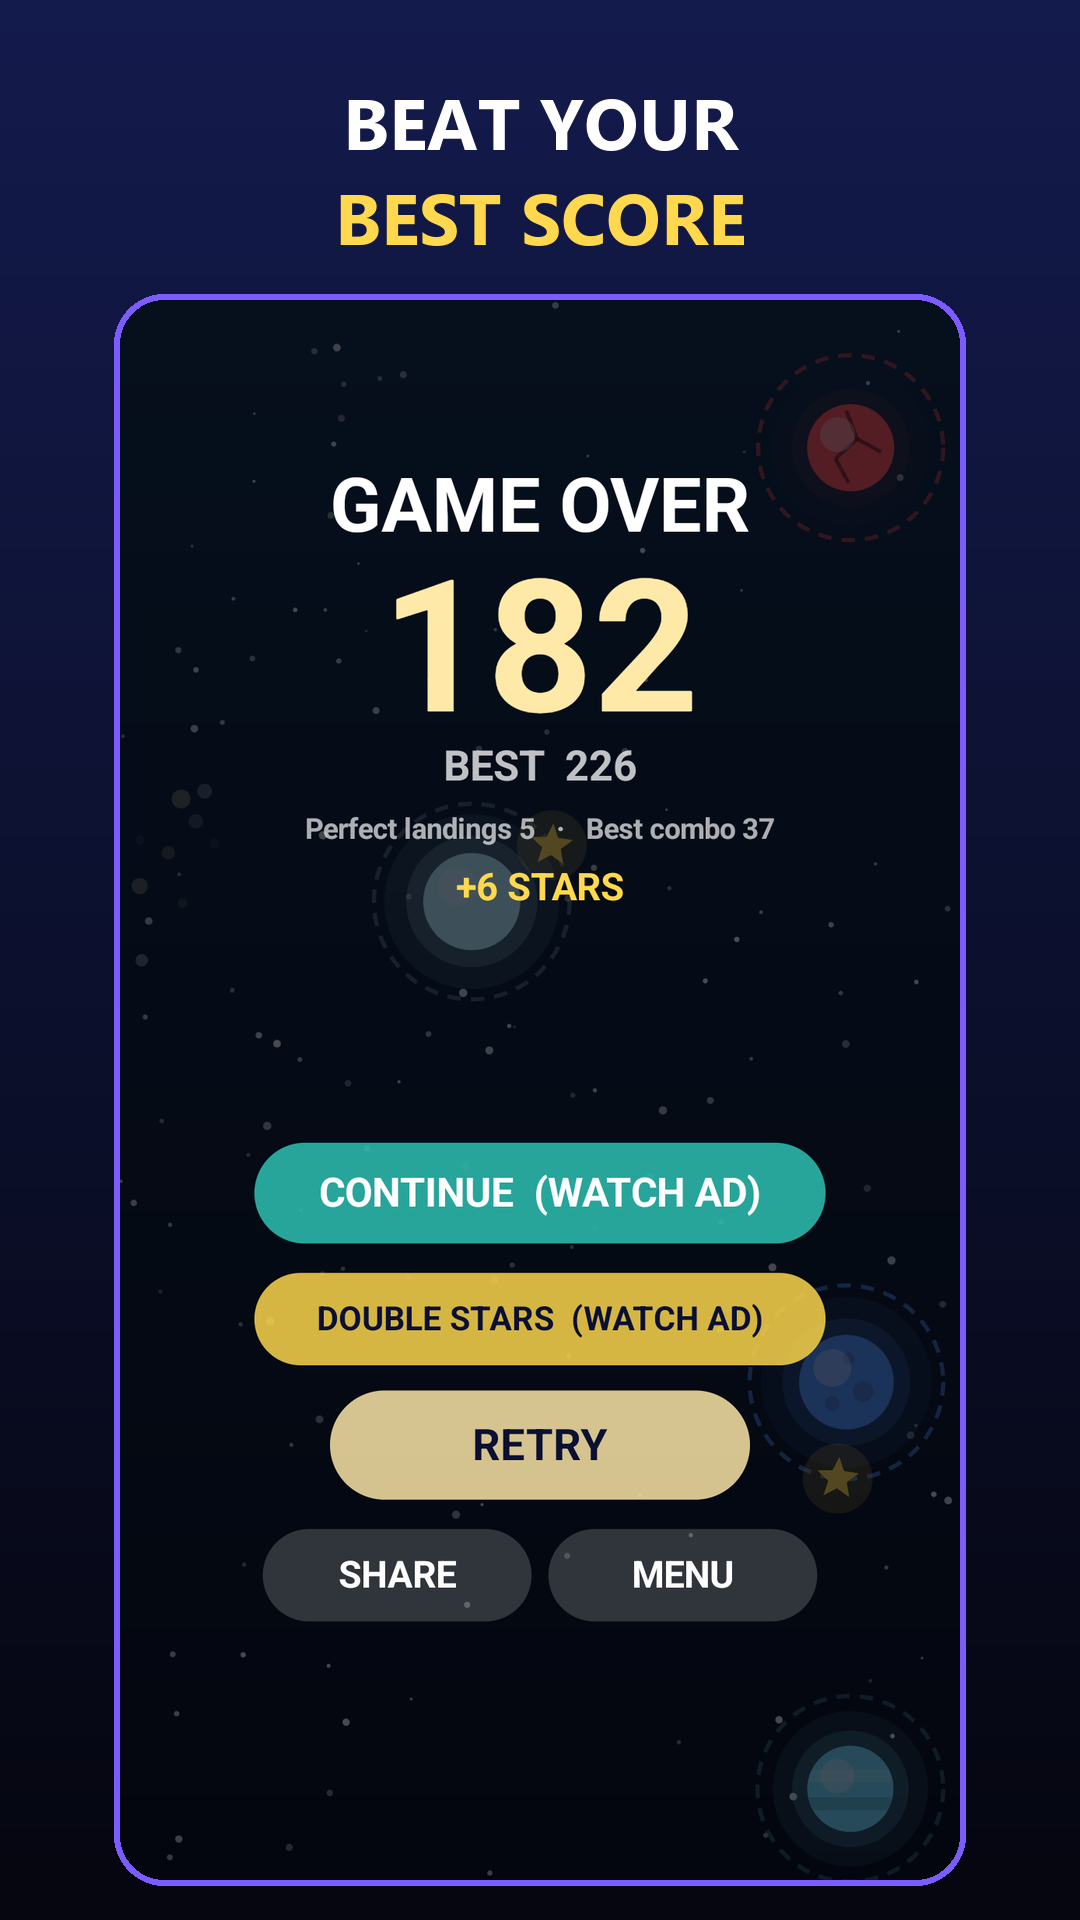 BEAT YOUR
BEST SCORE
GAME OVER
182
BEST 226
Perfect landings 5 · Best combo 37
+6 STARS
CONTINUE (WATCH AD)
DOUBLE STARS (WATCH AD)
RETRY
SHARE MENU